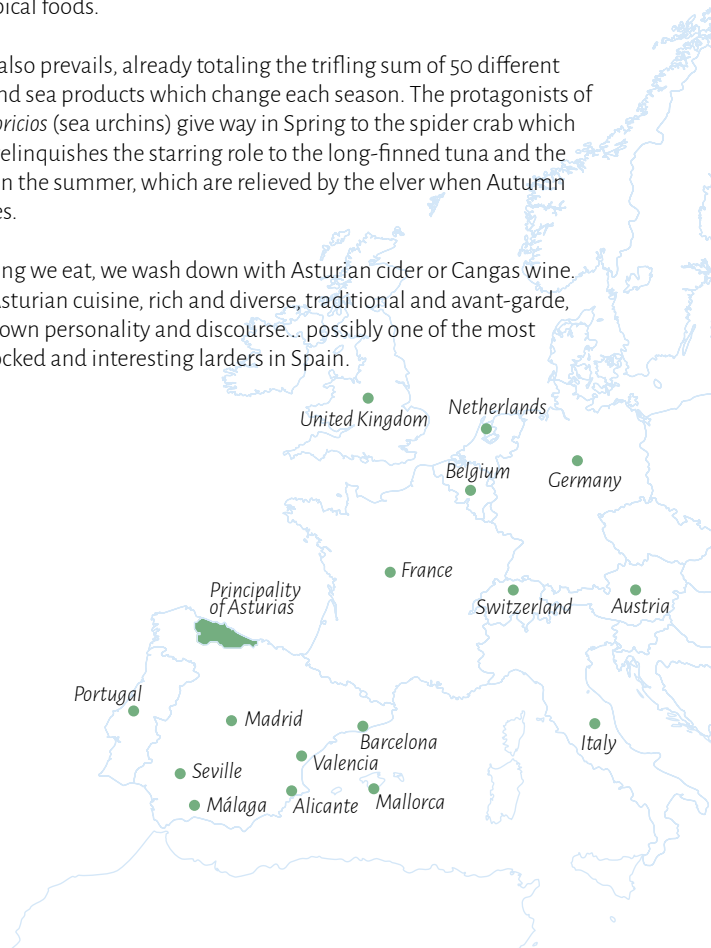 pical foods.
also prevails, already totaling the trifling sum of 50 different
nd sea products which change each season. The protagonists of
oricios (sea urchins) give way in Spring to the spider crab which
elinquishes the starring role to the long-finned tuna and the
n the summer, which are relieved by the elver when Autumn
es.
ng we eat, we wash down with Asturian cider or Cangas wine.
sturian cuisine, rich and diverse, traditional and avant-garde,
own personality and discourse... possibly one of the most
ocked and interesting larders in Spain.
Netherlands
United Kingdom
Belgium
Germany
France
Principality
of Asturias
Switzerland
Austria
Portugal
Madrid
Barcelona
Italy
Valencia
Seville
Málaga
Alicante
Mallorca